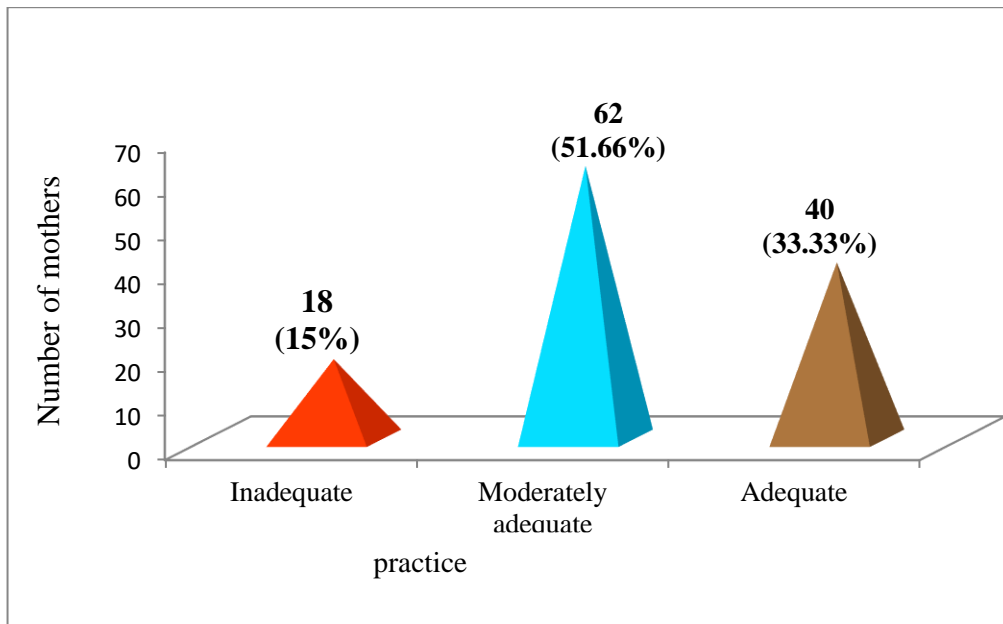 62
(51.66%)
40
(33.33%)
18
(15%)
Number of mothers
70
60
50
40
30
20
10
0
Inadequate
Moderately
adequate
Adequate
practice